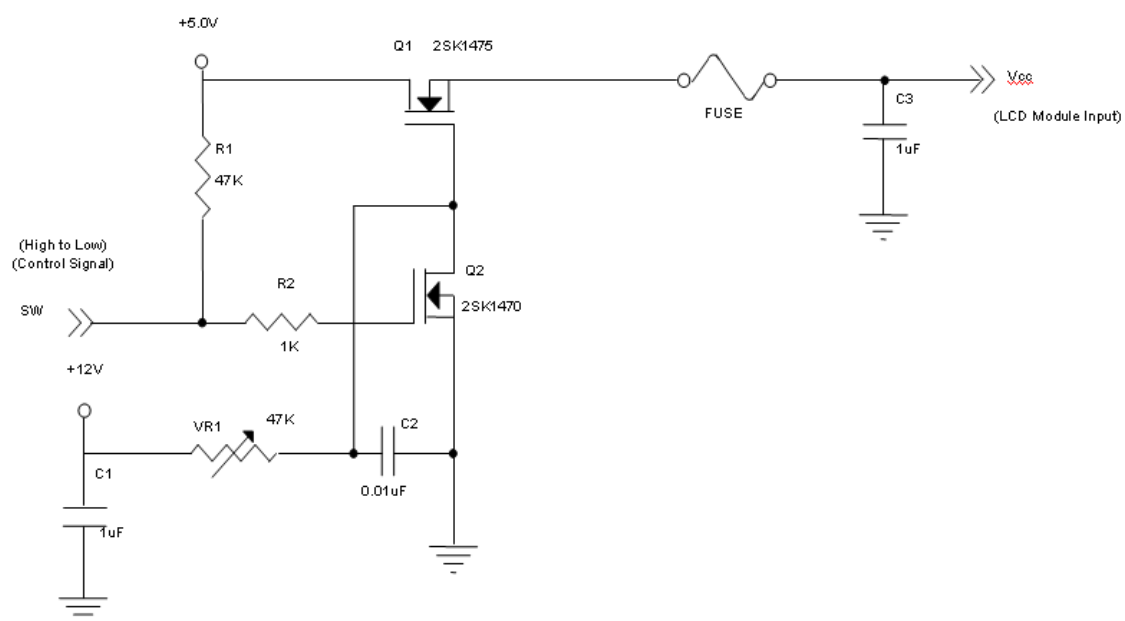 +5.0V
Q1 2SK1475
Vcc
C3
FUSE
(LCD Module Input)
R1
1uF
47K
(High to Low)
(Control Signal)
Q2
R2
SW
2SK1470
1K
+12V
47K
VR1
C2
C1
0.01uF
1uF